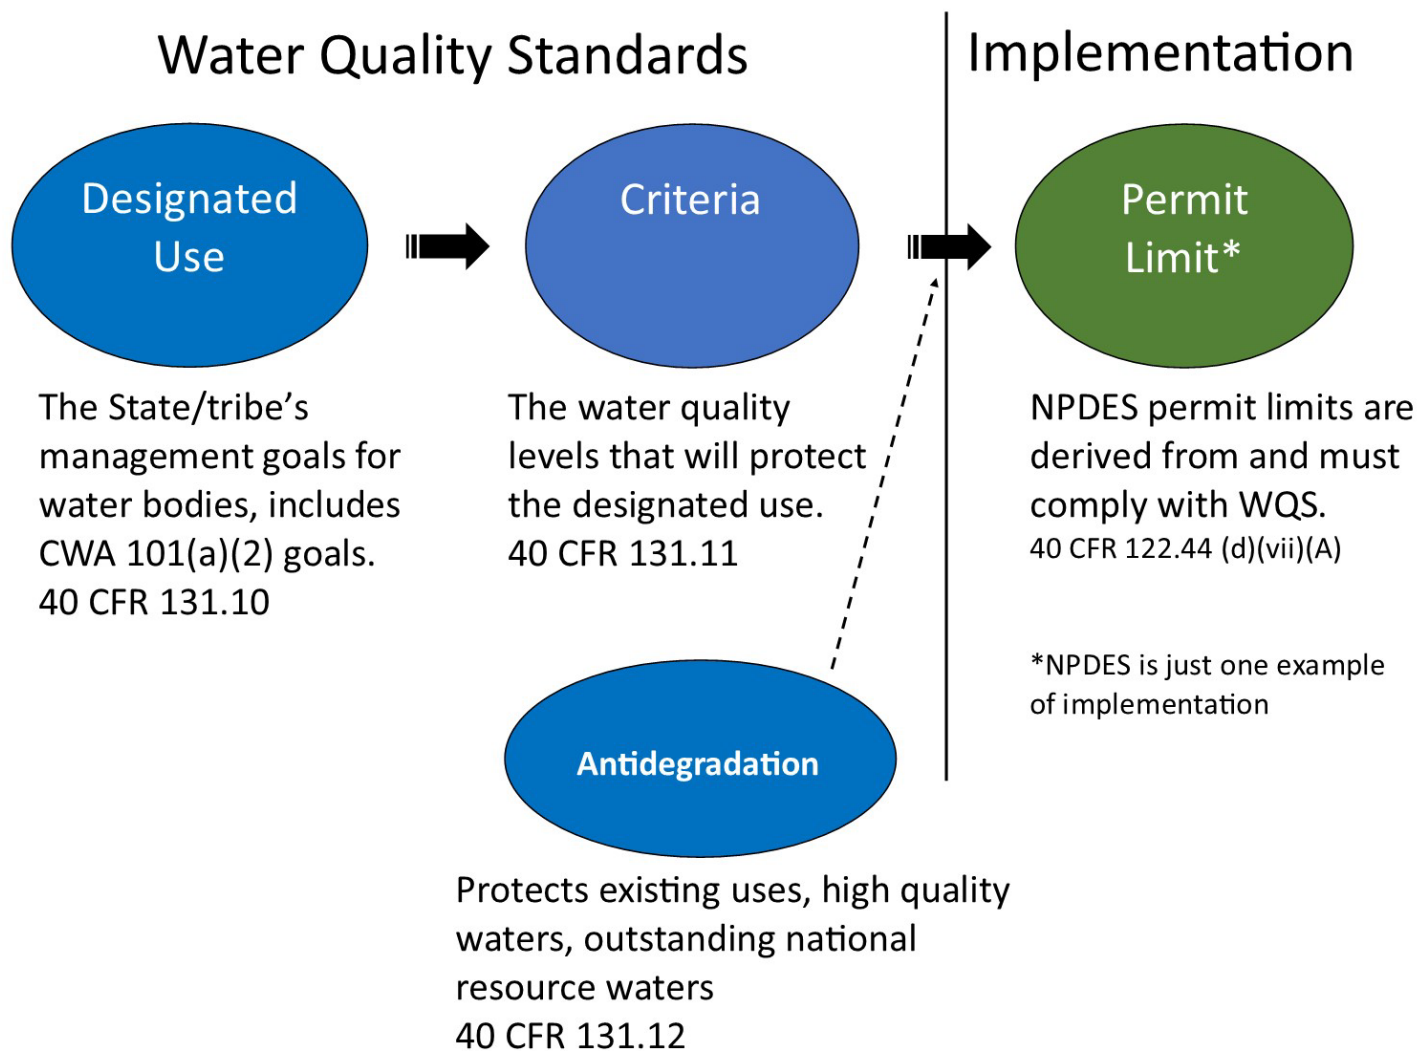 Water Quality Standards
Implementation
Designated
Use
Criteria
Permit
Limit*
The State/tribe’s
management goals for
water bodies, includes
CWA 101(a)(2) goals.
40 CFR 131.10
The water quality
levels that will protect
the designated use.
40 CFR 131.11
NPDES permit limits are
derived from and must
comply with WQS.
40 CFR 122.44 (d)(vii)(A)
*NPDES is just one example
of implementation
Antidegradation
Protects existing uses, high quality
waters, outstanding national
resource waters
40 CFR 131.12